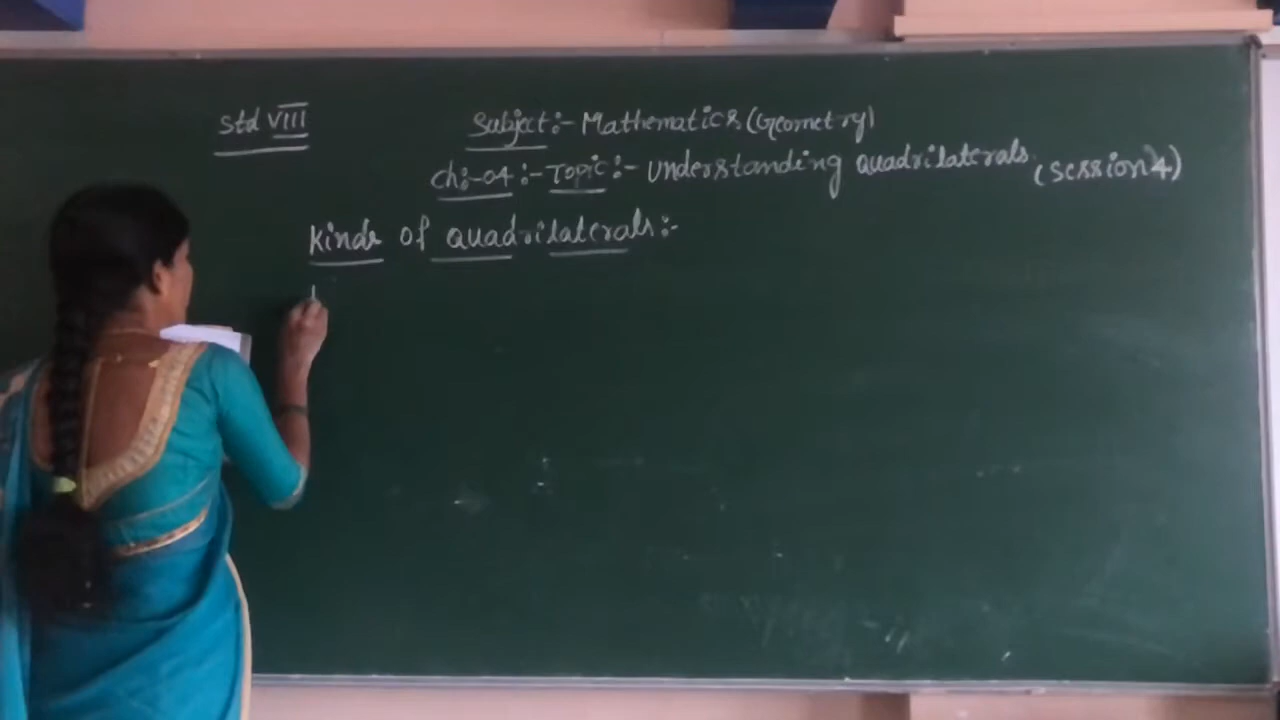 Std VIII
Subject:- Mathematics (Geometry)
Ch:-04 :- Topic :- Understanding quadrilaterals. (Session 4)
Kinds of quadrilaterals:-